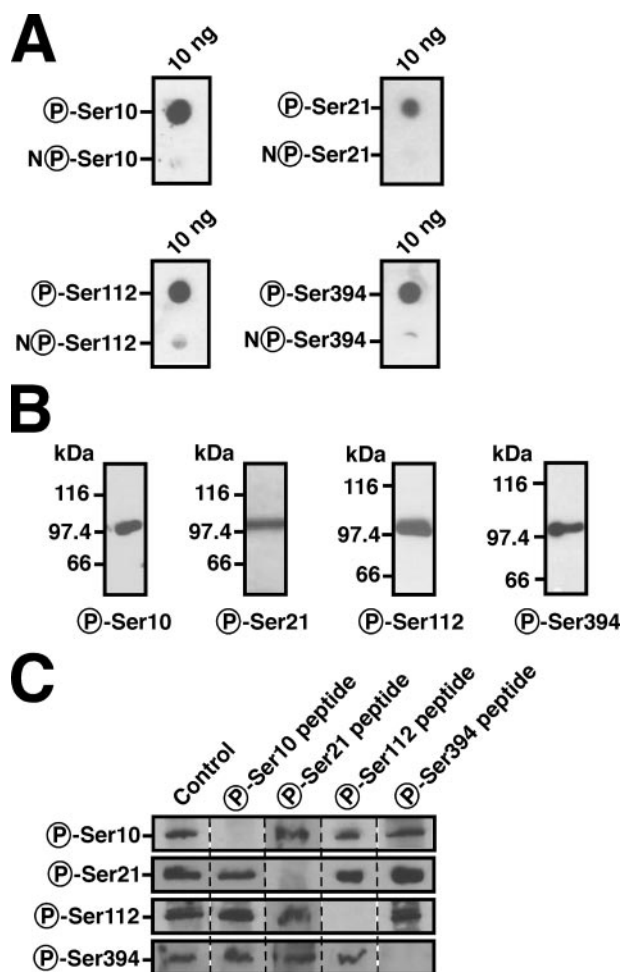 A
10 ng
10 ng
Ⓟ-Ser10
NⓅ-Ser10
Ⓟ-Ser21
NⓅ-Ser21
10 ng
10 ng
Ⓟ-Ser112
NⓅ-Ser112
Ⓟ-Ser394
NⓅ-Ser394
B
kDa
116
97.4
66
Ⓟ-Ser10
kDa
116
97.4
66
Ⓟ-Ser21
kDa
116
97.4
66
Ⓟ-Ser112
kDa
116
97.4
66
Ⓟ-Ser394
C
Control
Ⓟ-Ser10 peptide
Ⓟ-Ser21 peptide
Ⓟ-Ser112 peptide
Ⓟ-Ser394 peptide
Ⓟ-Ser10
Ⓟ-Ser21
Ⓟ-Ser112
Ⓟ-Ser394